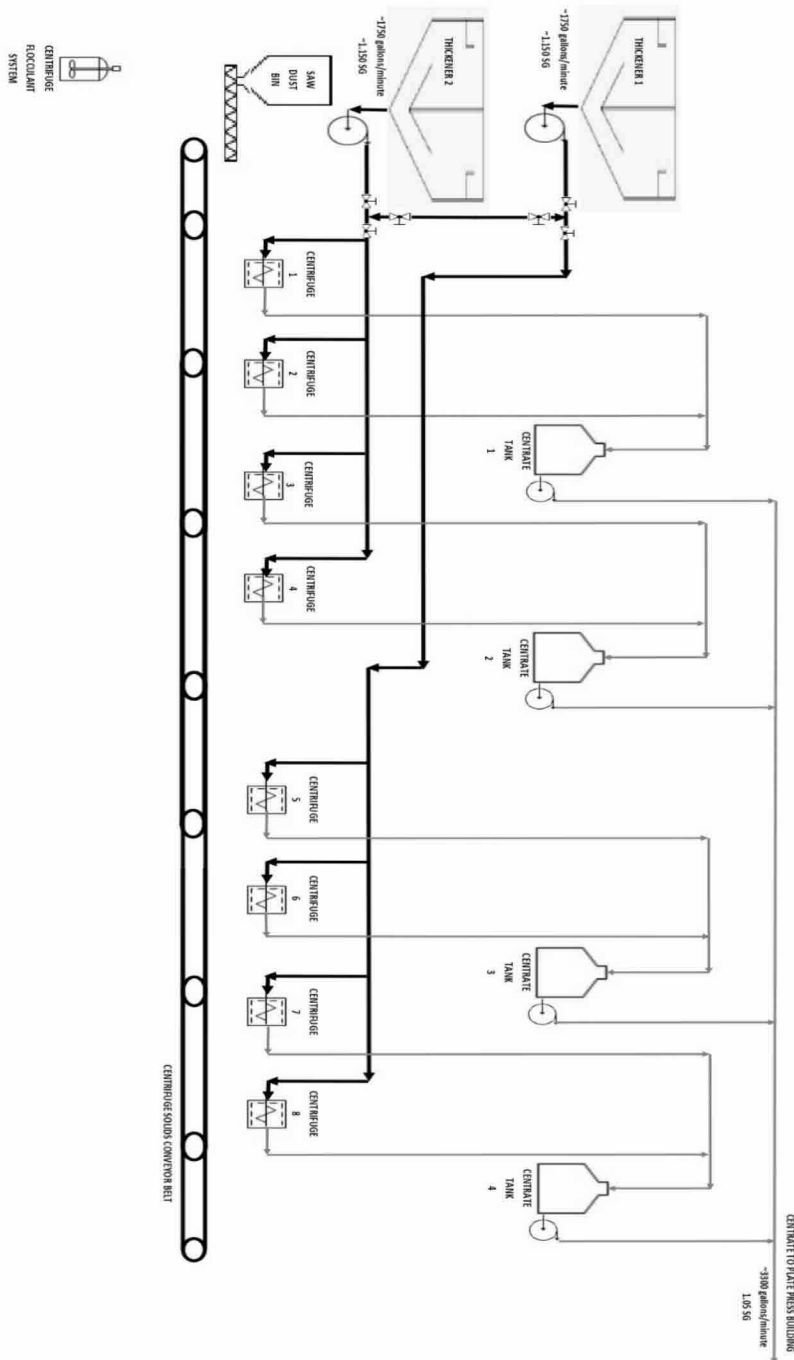 THICKENER 1
~1750 gallons/minute
~1.150 SG
THICKENER 2
~1750 gallons/minute
~1.150 SG
SAW
DUST
BIN
CENTRIFUGE
FLOCCULANT
SYSTEM
CENTRIFUGE
1
CENTRIFUGE
2
CENTRIFUGE
3
CENTRIFUGE
4
CENTRIFUGE
5
CENTRIFUGE
6
CENTRIFUGE
7
CENTRIFUGE
8
CENTRATE
TANK
1
CENTRATE
TANK
2
CENTRATE
TANK
3
CENTRATE
TANK
4
CENTRIFUGE SOLIDS CONVEYOR BELT
CENTRATE TO PLATE PRESS BUILDING
~3300 gallons/minute
1.05 SG